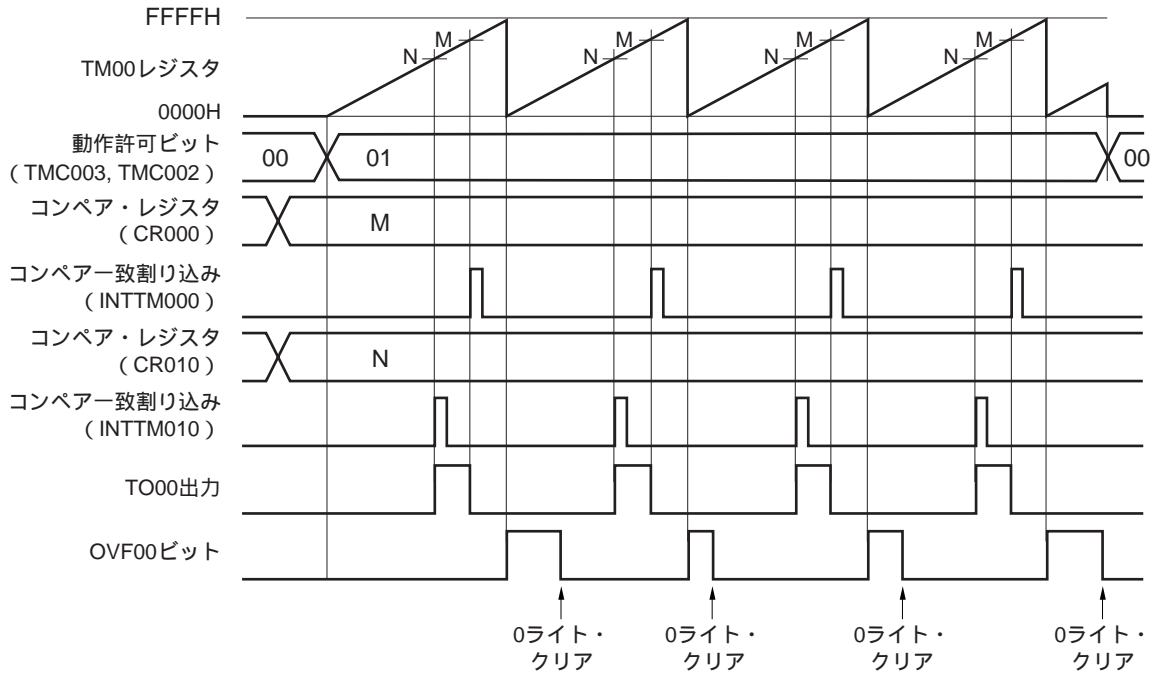 FFFFH
M M M M
N N N N
TM00レジスタ
0000H
動作許可ビット
(TMC003, TMC002)
00 01 00
コンペア・レジスタ
(CR000)
M
コンペア一致割り込み
(INTTM000)
コンペア・レジスタ
(CR010)
N
コンペア一致割り込み
(INTTM010)
TO00出力
OVF00ビット
0ライト・ 0ライト・ 0ライト・ 0ライト・
クリア クリア クリア クリア